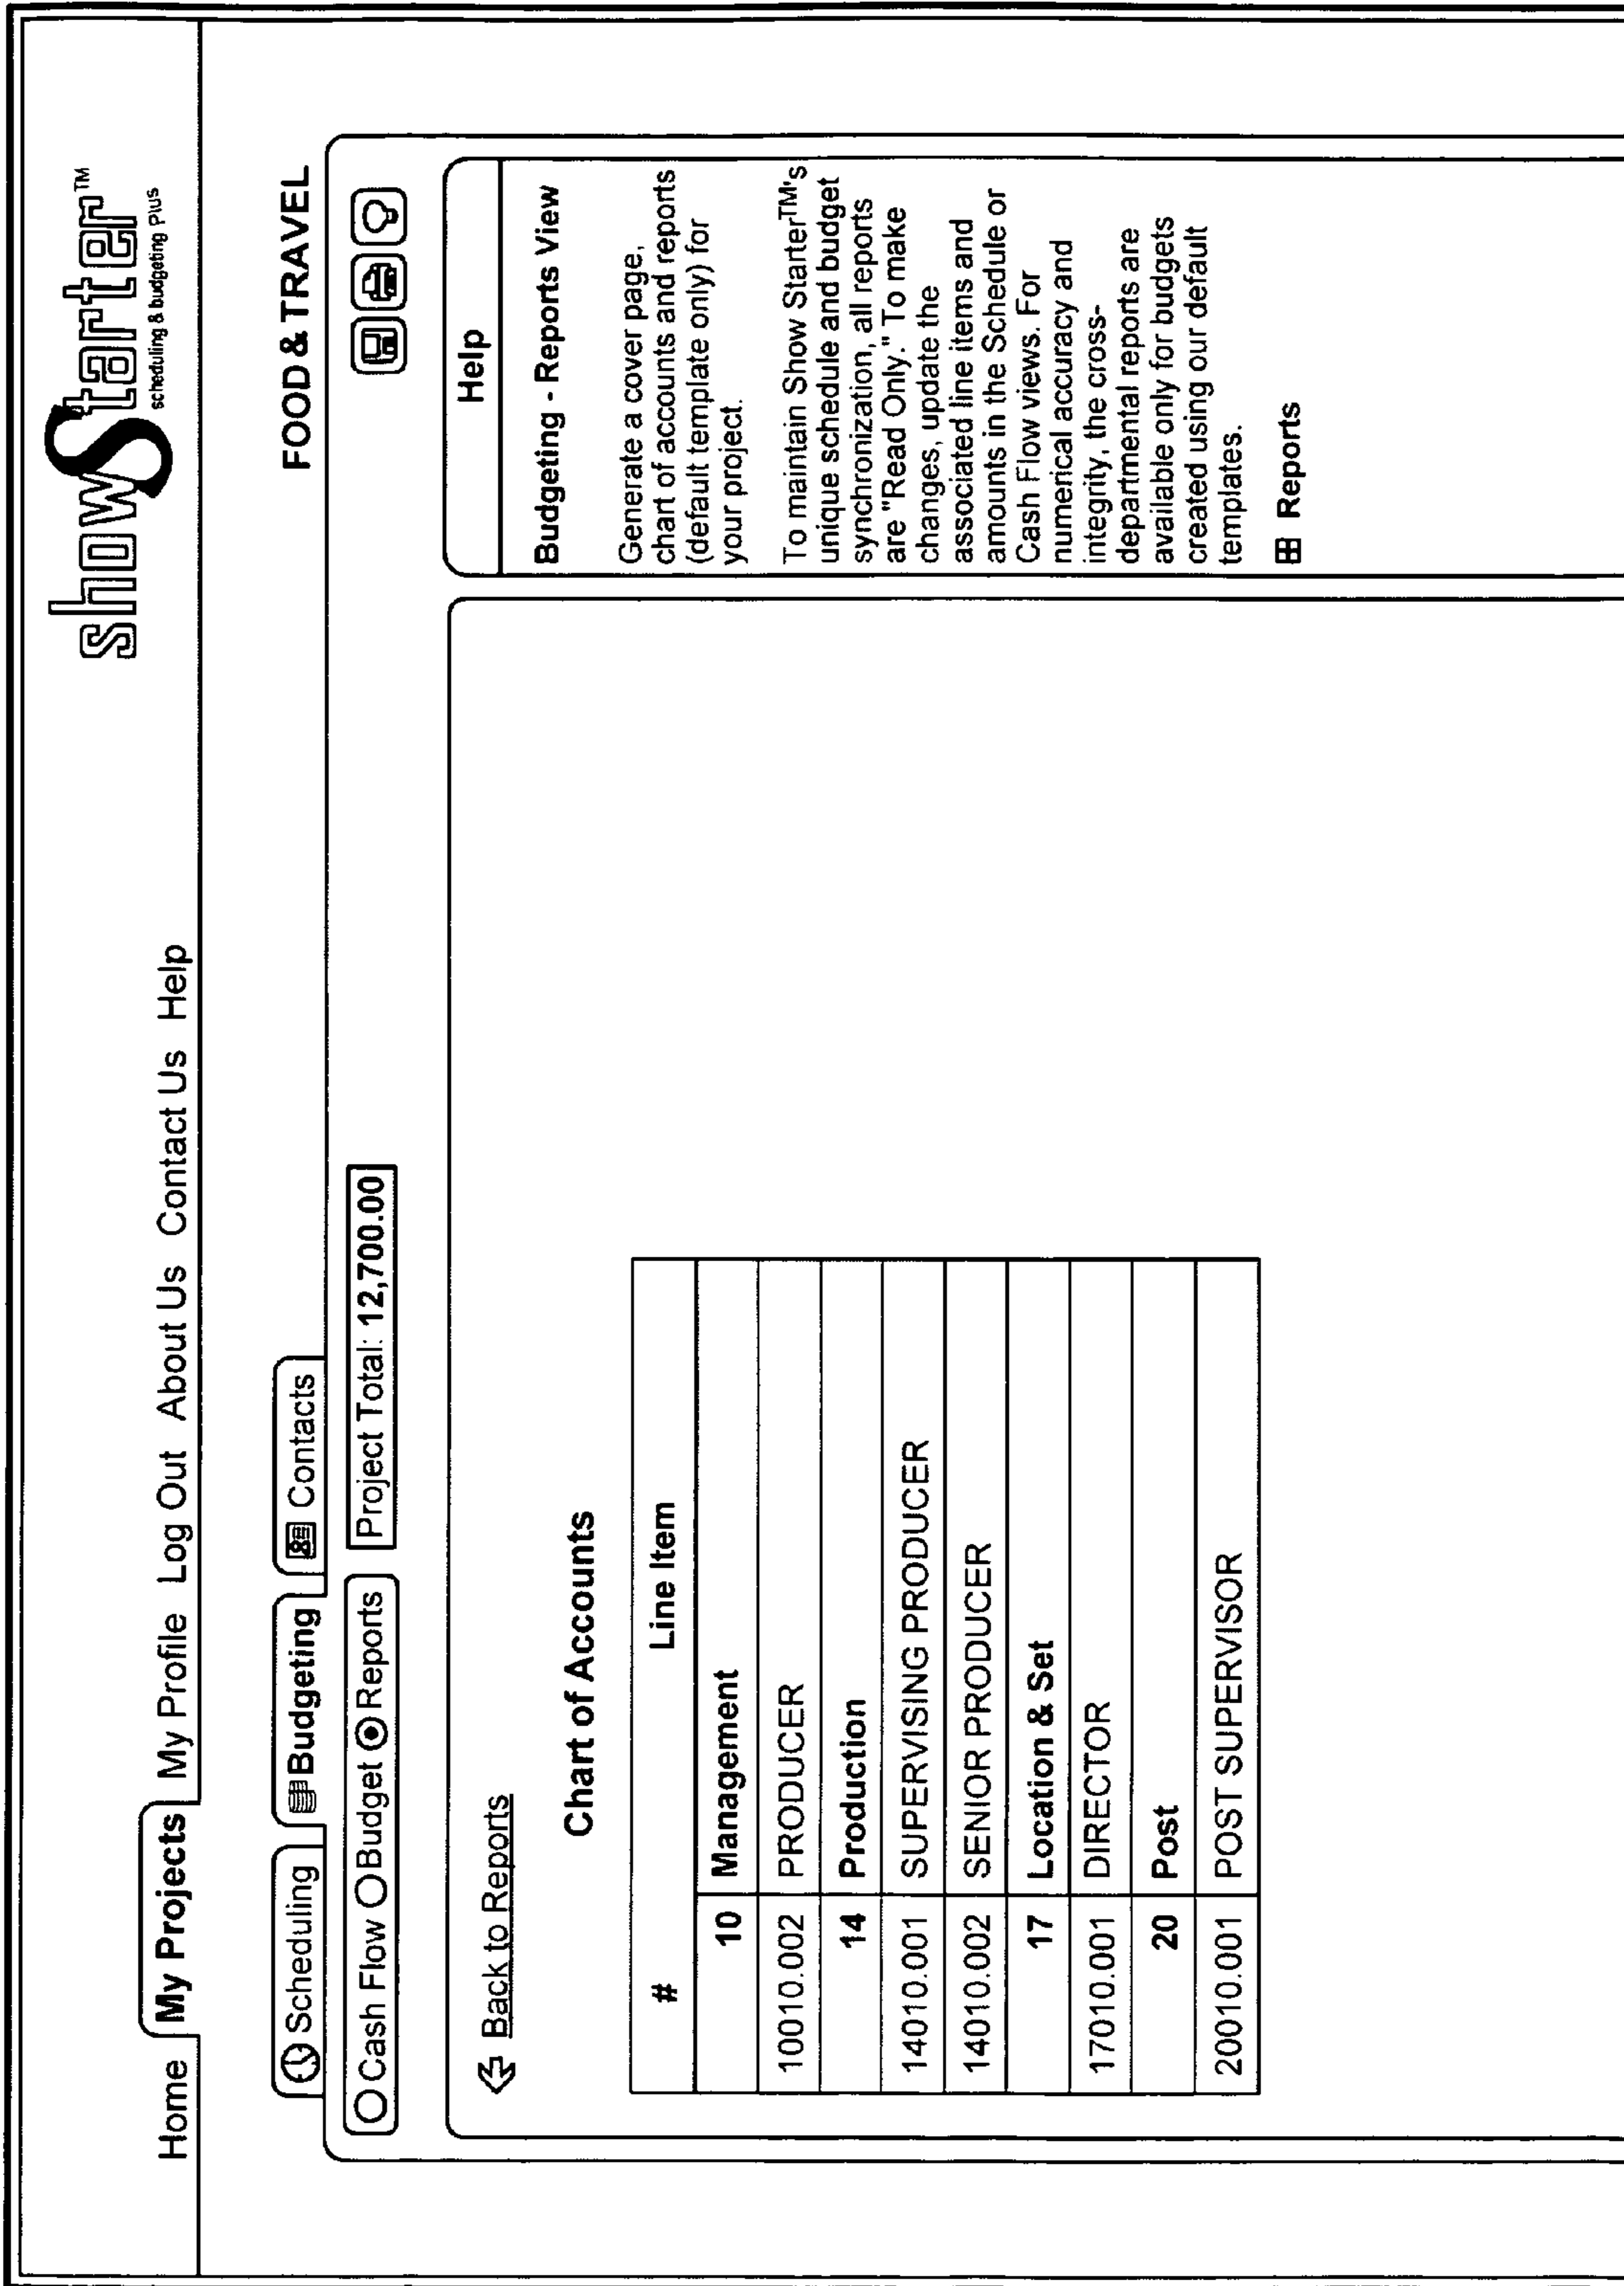 showStarter™
scheduling & budgeting Plus
Home My Projects My Profile Log Out About Us Contact Us Help
Scheduling Budgeting Contacts
FOOD & TRAVEL
Cash Flow Budget Reports Project Total: 12,700.00
Back to Reports
Chart of Accounts
# Line Item
10 Management
10010.002 PRODUCER
14 Production
14010.001 SUPERVISING PRODUCER
14010.002 SENIOR PRODUCER
17 Location & Set
17010.001 DIRECTOR
20 Post
20010.001 POST SUPERVISOR
Help
Budgeting - Reports View
Generate a cover page,
chart of accounts and reports
(default template only) for
your project.
To maintain Show Starter™'s
unique schedule and budget
synchronization, all reports
are "Read Only." To make
changes, update the
associated line items and
amounts in the Schedule or
Cash Flow views. For
numerical accuracy and
integrity, the cross-
departmental reports are
available only for budgets
created using our default
templates.
Reports